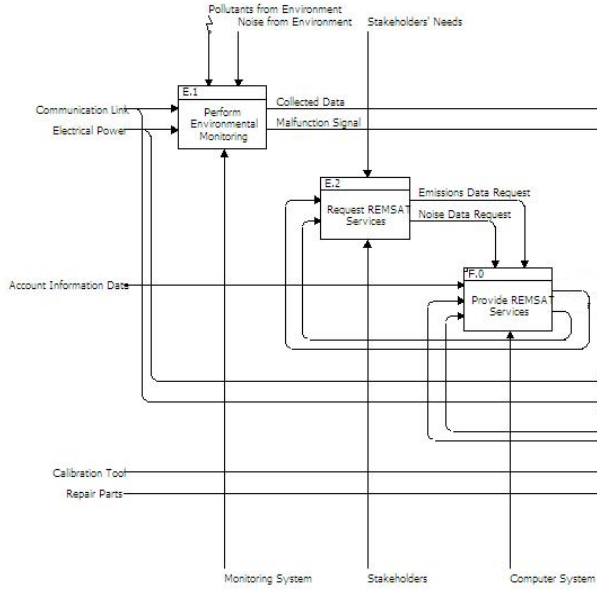 Pollutants from Environment
Noise from Environment
Stakeholders' Needs
E.1
Perform
Environmental
Monitoring
Communication Link
Electrical Power
Collected Data
Malfunction Signal
E.2
Request REMSAT
Services
Emissions Data Request
Noise Data Request
F.0
Provide REMSAT
Services
Account Information Data
Calibration Tool
Repair Parts
Monitoring System
Stakeholders
Computer System